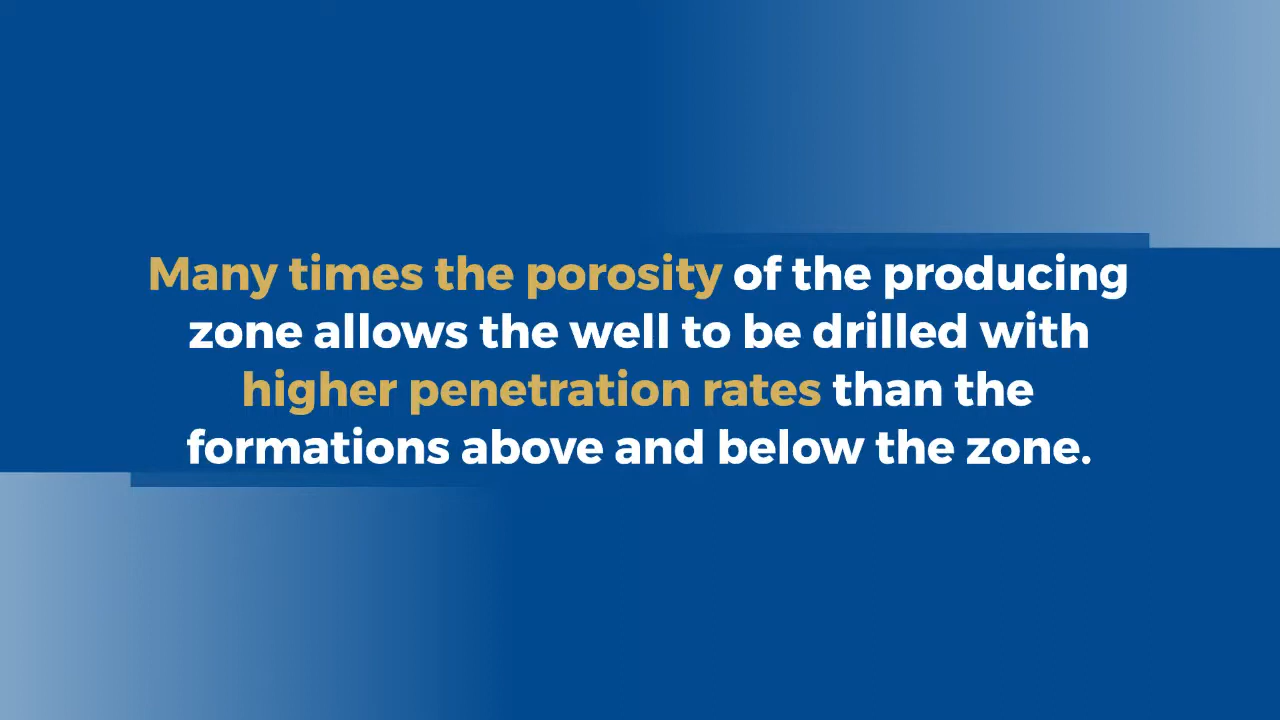 Many times the porosity of the producing
zone allows the well to be drilled with
higher penetration rates than the
formations above and below the zone.